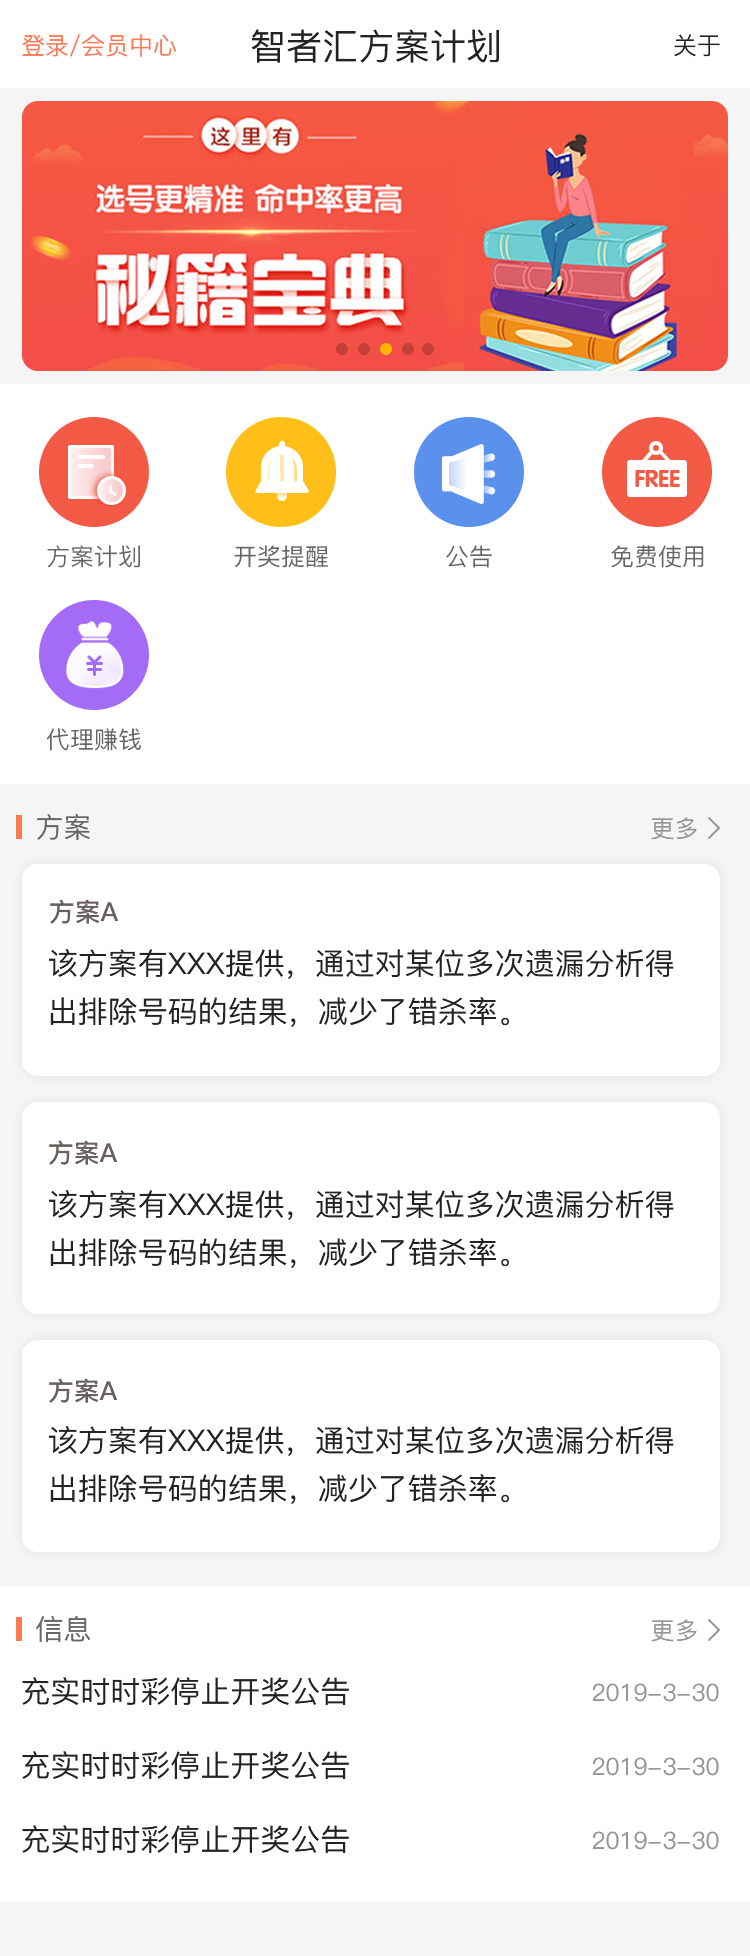 登录/会员中心
智者汇方案计划
关于
这里有
选号更精准 命中率更高
秘籍宝典
方案计划
开奖提醒
公告
FREE
免费使用
¥
代理赚钱
方案
更多
方案A
该方案有XXX提供，通过对某位多次遗漏分析得
出排除号码的结果，减少了错杀率。
方案A
该方案有XXX提供，通过对某位多次遗漏分析得
出排除号码的结果，减少了错杀率。
方案A
该方案有XXX提供，通过对某位多次遗漏分析得
出排除号码的结果，减少了错杀率。
信息
更多
充实时时彩停止开奖公告
2019-3-30
充实时时彩停止开奖公告
2019-3-30
充实时时彩停止开奖公告
2019-3-30